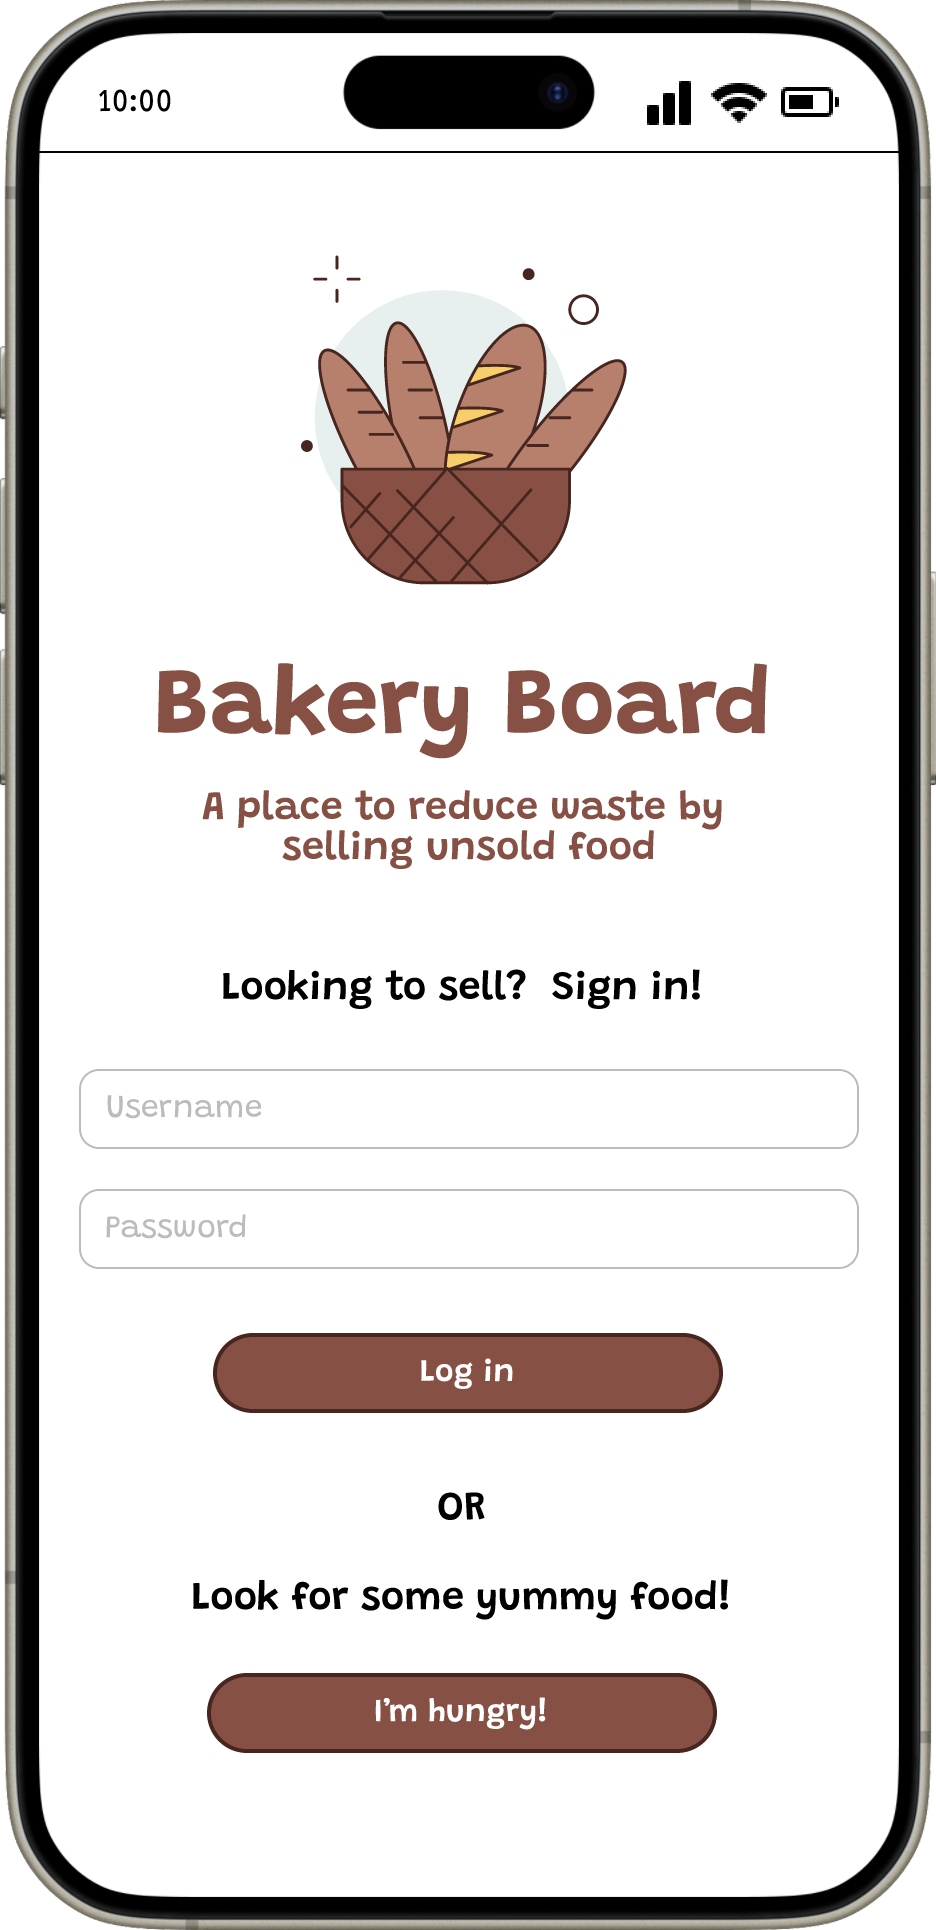 10:00
Bakery Board
A place to reduce waste by
selling unsold food
Looking to sell? Sign in!
Username
Password
Log in
OR
Look for some yummy food!
I'm hungry!